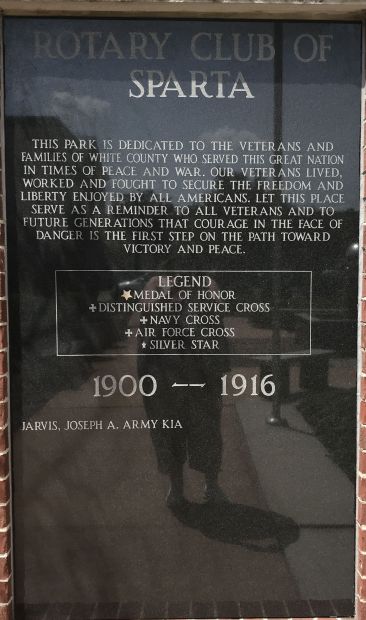 ROTARY CLUB OF
SPARTA
THIS PARK IS DEDICATED TO THE VETERANS AND
FAMILIES OF WHITE COUNTY WHO SERVED THIS GREAT NATION
IN TIMES OF PEACE AND WAR. OUR VETERANS LIVED,
WORKED AND FOUGHT TO SECURE THE FREEDOM AND
LIBERTY ENJOYED BY ALL AMERICANS. LET THIS PLACE
SERVE AS A REMINDER TO ALL VETERANS AND TO
FUTURE GENERATIONS THAT COURAGE IN THE FACE OF
DANGER IS THE FIRST STEP ON THE PATH TOWARD
VICTORY AND PEACE.
LEGEND
MEDAL OF HONOR
DISTINGUISHED SERVICE CROSS
NAVY CROSS
AIR FORCE CROSS
SILVER STAR
1900 -- 1916
JARVIS, JOSEPH A. ARMY KIA